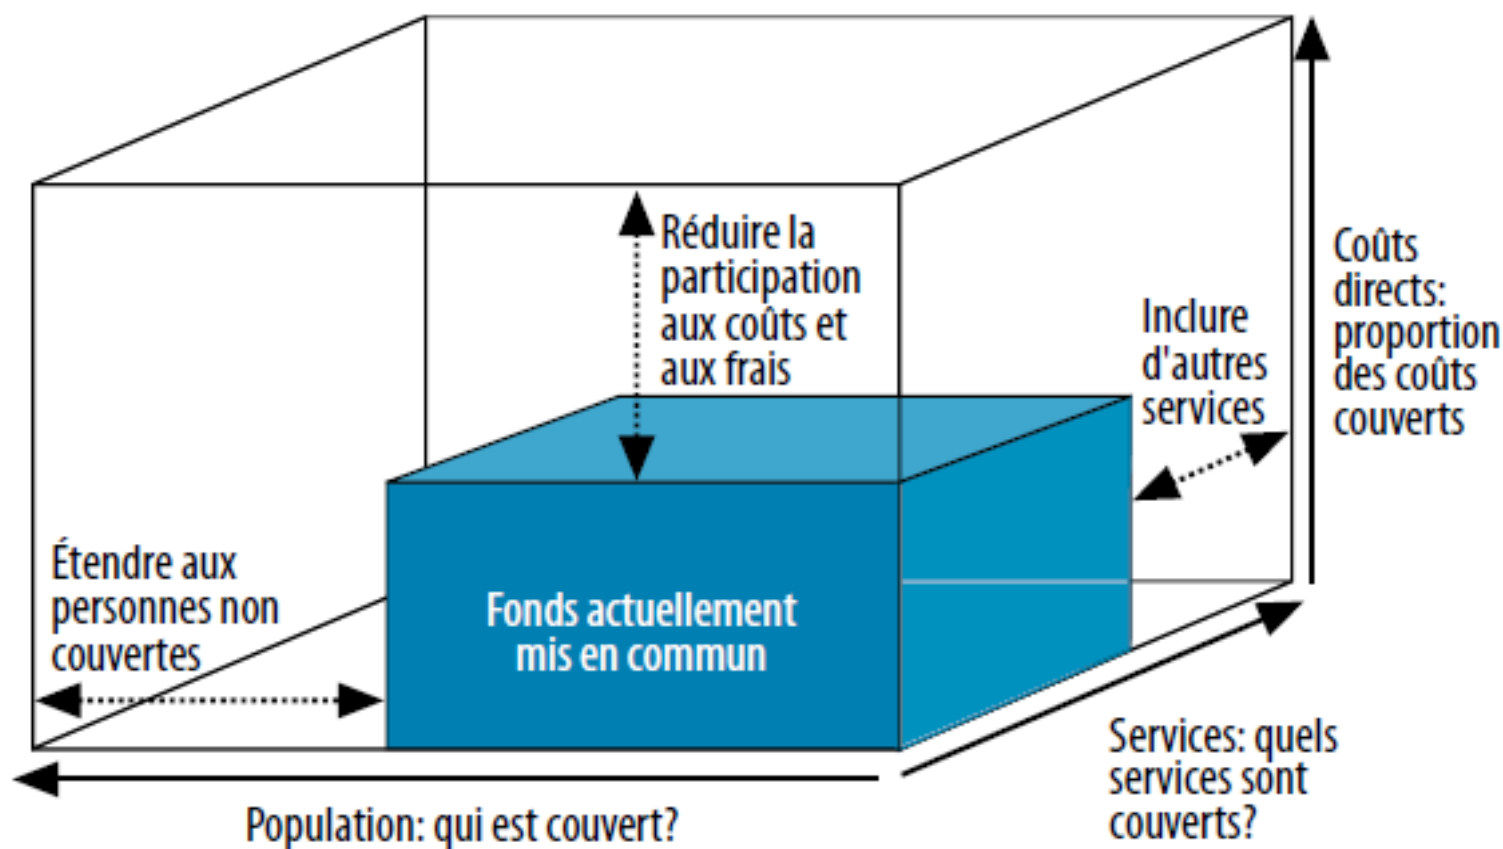 Réduire la
participation
aux coûts et
aux frais
Coûts
directs:
proportion
des coûts
couverts
Inclure
d'autres
services
Étendre aux
personnes non
couvertes
Fonds actuellement
mis en commun
Services: quels
services sont
couverts?
Population: qui est couvert?